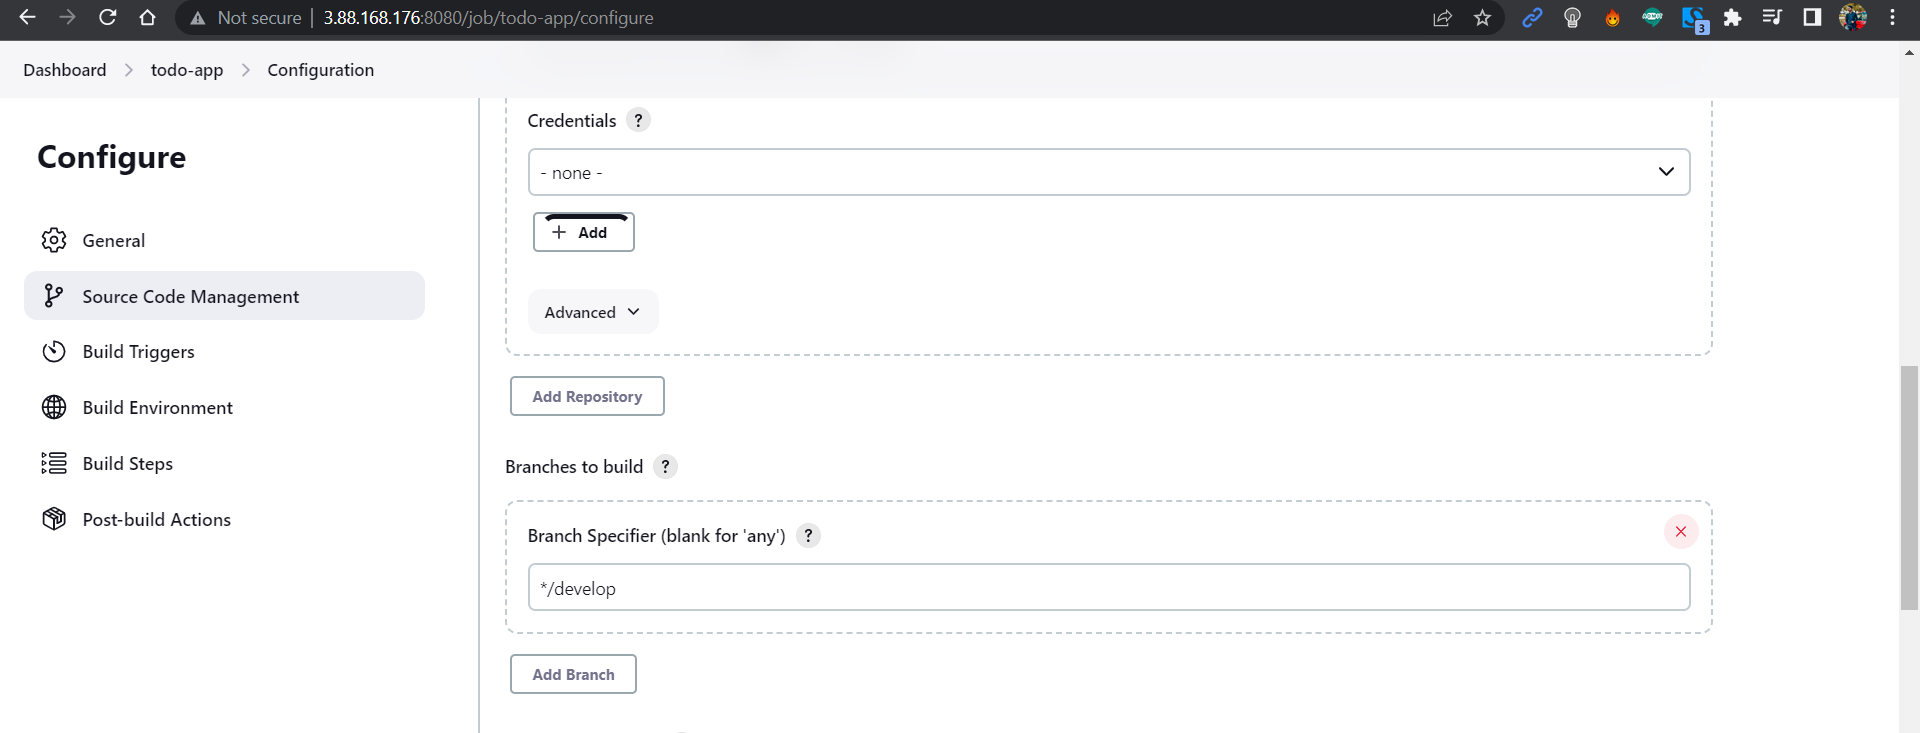 Not secure | 3.88.168.176:8080/job/todo-app/configure
3
Dashboard > todo-app > Configuration
Configure
General
Source Code Management
Build Triggers
Build Environment
Build Steps
Post-build Actions
Credentials ?
- none -
+ Add
Advanced
Add Repository
Branches to build ?
Branch Specifier (blank for 'any') ?
*/develop
Add Branch